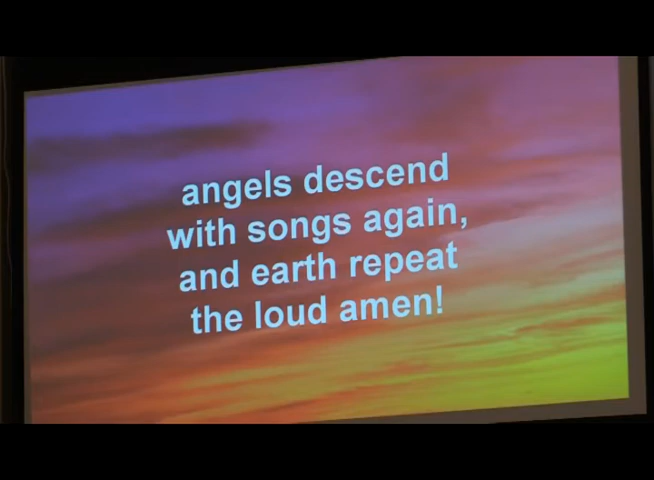 angels descend
with songs again,
and earth repeat
the loud amen!